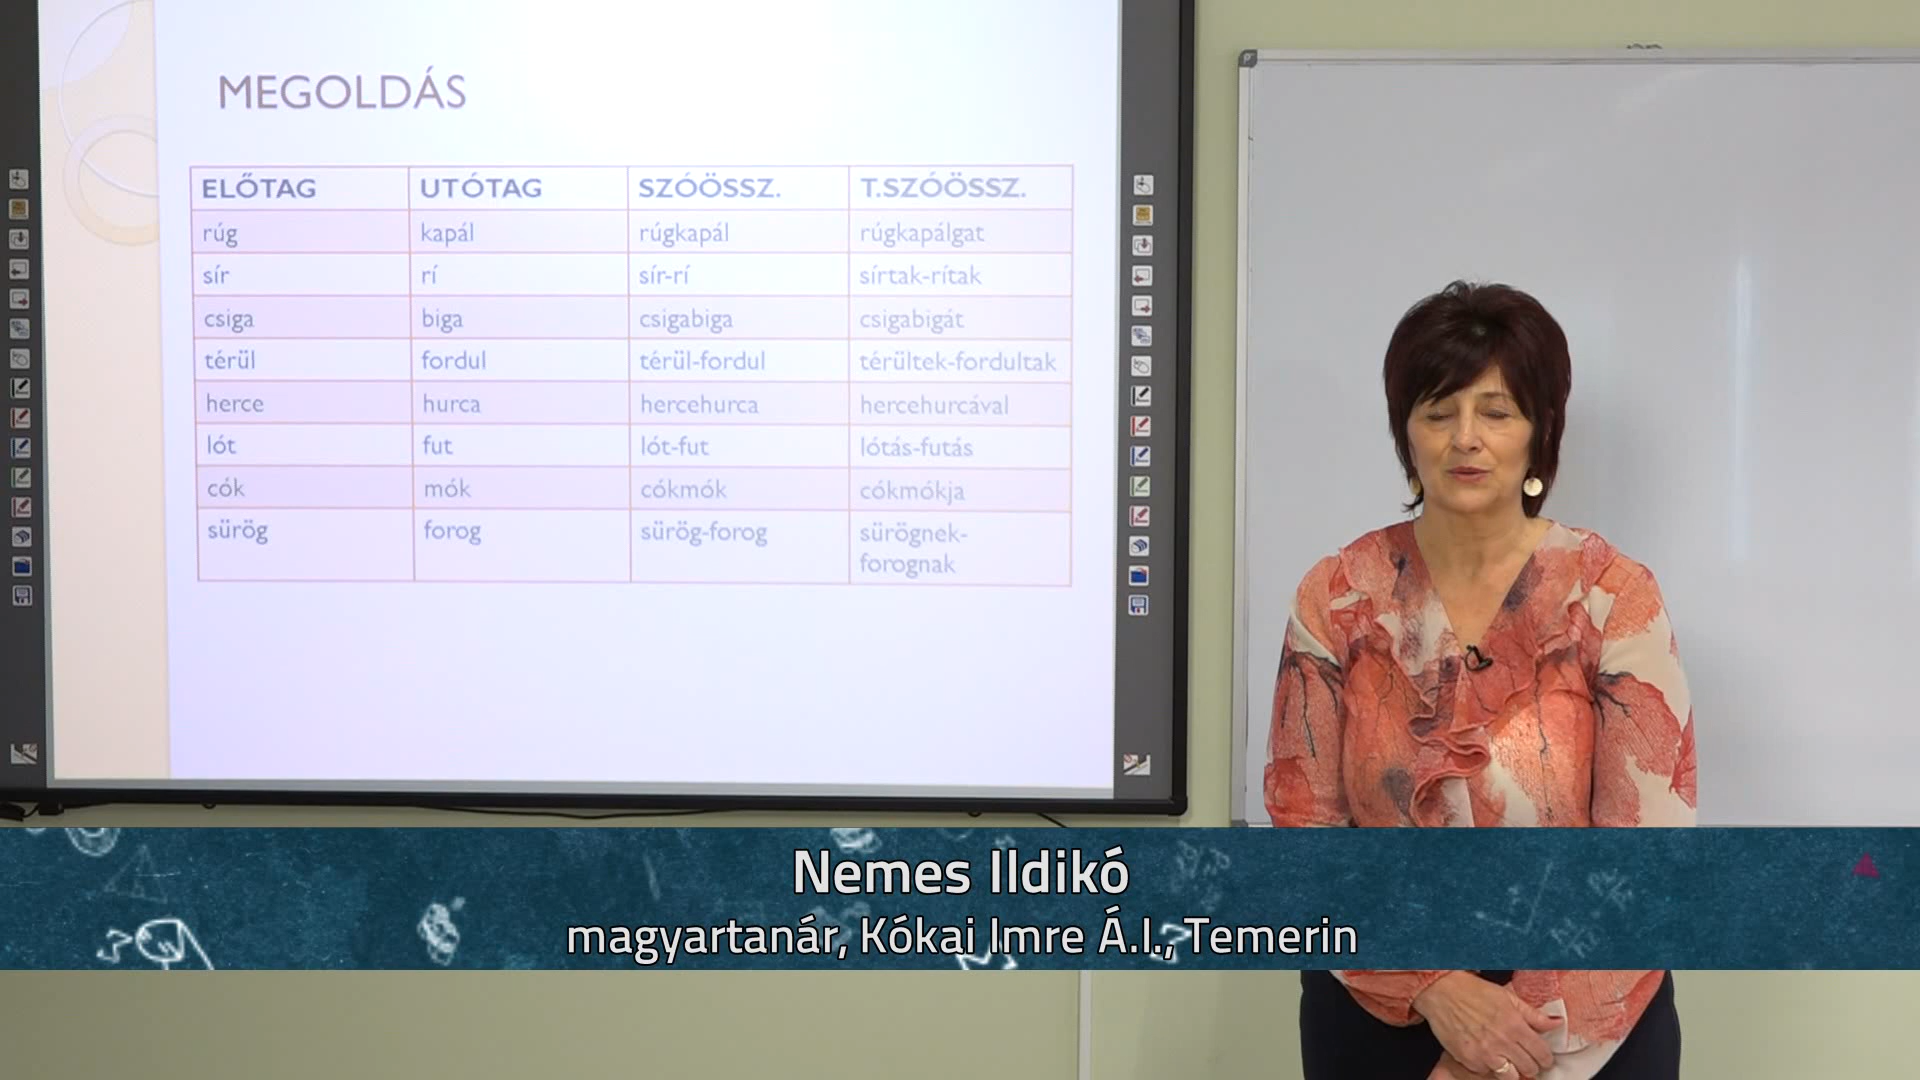 MEGOLDÁS
ELŐTAG UTÓTAG SZÓÖSSZ. T.SZÓÖSSZ.
rúg kapál rúgkapál rúgkapálgat
sír rí sír-rí sírtak-rítak
csiga biga csigabiga csigabigát
térül fordul térül-fordul térültek-fordultak
herce hurca hercehurca hercehurcával
lót fut lót-fut lótás-futás
cók mók cókmók cókmókja
sürög forog sürög-forog sürögnek-
forognak
Nemes Ildikó
magyartanár, Kókai Imre Á.I., Temerin